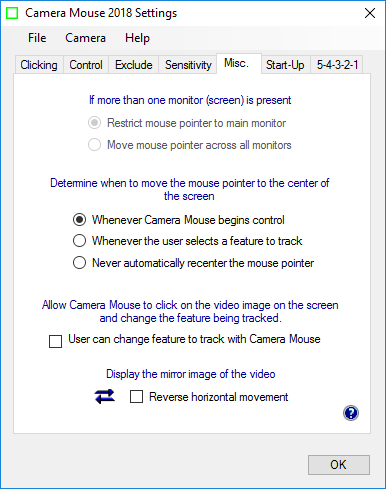 Camera Mouse 2018 Settings
File Camera Help
Clicking Control Exclude Sensitivity Misc. Start-Up 5-4-3-2-1
If more than one monitor (screen) is present
Restrict mouse pointer to main monitor
Move mouse pointer across all monitors
Determine when to move the mouse pointer to the center of
the screen
Whenever Camera Mouse begins control
Whenever the user selects a feature to track
Never automatically recenter the mouse pointer
Allow Camera Mouse to click on the video image on the screen
and change the feature being tracked.
User can change feature to track with Camera Mouse
Display the mirror image of the video
Reverse horizontal movement
?
OK